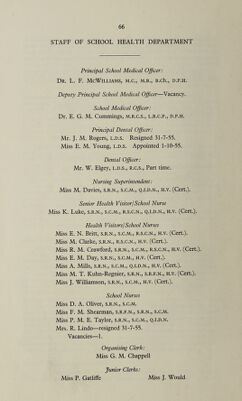 66
STAFF OF SCHOOL HEALTH DEPARTMENT
Principal School Medical Officer:
DR. L. F. MCWILLIAMS, M.C., M.B., B.Ch., D.P.H.
Deputy Principal School Medical Officer—Vacancy.
School Medical Officer:
Dr. E. G. M. Cummings, M.R.C.S., L.R.C.P., D.P.H.
Principal Dental Officer:
Mr. J. M. Rogers, L.D.S. Resigned 31-7-55.
Miss E. M. Young, L.D.S. Appointed 1-10-55.
Dental Officer:
Mr. W. Elgey, L.D.S., R.C.S., Part time.
Nursing Superintendent:
Miss M. Davies, S.R.N., S.C.M., Q.I.D.N., H.V. (Cert.).
Senior Health Visitor/School Nurse
Miss K. Luke, S.R.N., S.C.M., R.S.C.N., Q.I.D.N., H.V. (Cert.).
Health Visitors/School Nurses
Miss E. N. Britt, S.R.N., S.C.M., R.S.C.N., H.V. (Cert.).
Miss M. Clarke, S.R.N., R.S.C.N., H.V. (Cert.).
Miss R. M. Crawford, S.R.N., S.C.M., R.S.C.N., H.V. (Cert.).
Miss E. M. Day, S.R.N., S.C.M., H.V. (Cert.).
Miss A. Mills, S.R.N., S.C.M., Q.I.D.N., H.V. (Cert.).
Miss M. T. Kuhn-Regnier, S.R.N., S.R.F.N., H.V. (Cert.).
Miss J. Williamson, S.R.N., S.C.M., H.V. (Cert.).
School Nurses
Miss D. A. Oliver, S.R.N., S.C.M.
Miss P. M. Shearman, S.R.F.N., S.R.N., S.C.M.
Miss P. M. E. Taylor, S.R.N., S.C.M., Q.I.D.N.
Mrs. R. Lindo—resigned 31-7-55.
Vacancies—1.
Organising Clerk:
Miss G. M. Chappell
Junior Clerks:
Miss P. Gatliffe Miss J. Would